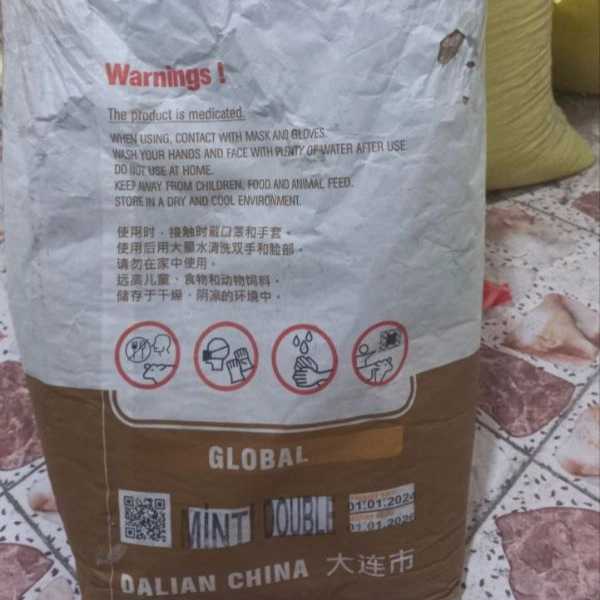 Warnings !
The product is medicated.
WHEN USING, CONTACT WITH MASK AND GLOVES.
WASH YOUR HANDS AND FACE WITH PLENTY OF WATER AFTER USE
DO NOT USE AT HOME.
KEEP AWAY FROM CHILDREN, FOOD AND ANIMAL FEED.
STORE IN A DRY AND COOL ENVIRONMENT.
使用时，接触时戴口罩和手套。
使用后用大量水清洗双手和脸部。
请勿在家中使用。
远离儿童、食物和动物饲料。
储存于干燥、阴凉的环境中。
GLOBAL
MINT DOUBLE
01.01.2024
01.01.2026
DALIAN CHINA 大连市